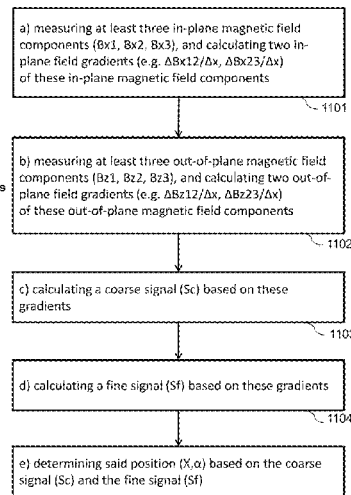 a) measuring at least three in-plane magnetic field
components (Bx1, Bx2, Bx3), and calculating two in-
plane field gradients (e.g. ΔBx12/Δx, ΔBx23/Δx)
of these in-plane magnetic field components
1101
b) measuring at least three out-of-plane magnetic field
components (Bz1, Bz2, Bz3), and calculating two out-of-
plane field gradients (e.g. ΔBz12/Δx, ΔBz23/Δx)
of these out-of-plane magnetic field components
s
1102
c) calculating a coarse signal (Sc) based on these
gradients
1103
d) calculating a fine signal (Sf) based on these gradients
1104
e) determining said position (X,α) based on the coarse
signal (Sc) and the fine signal (Sf)